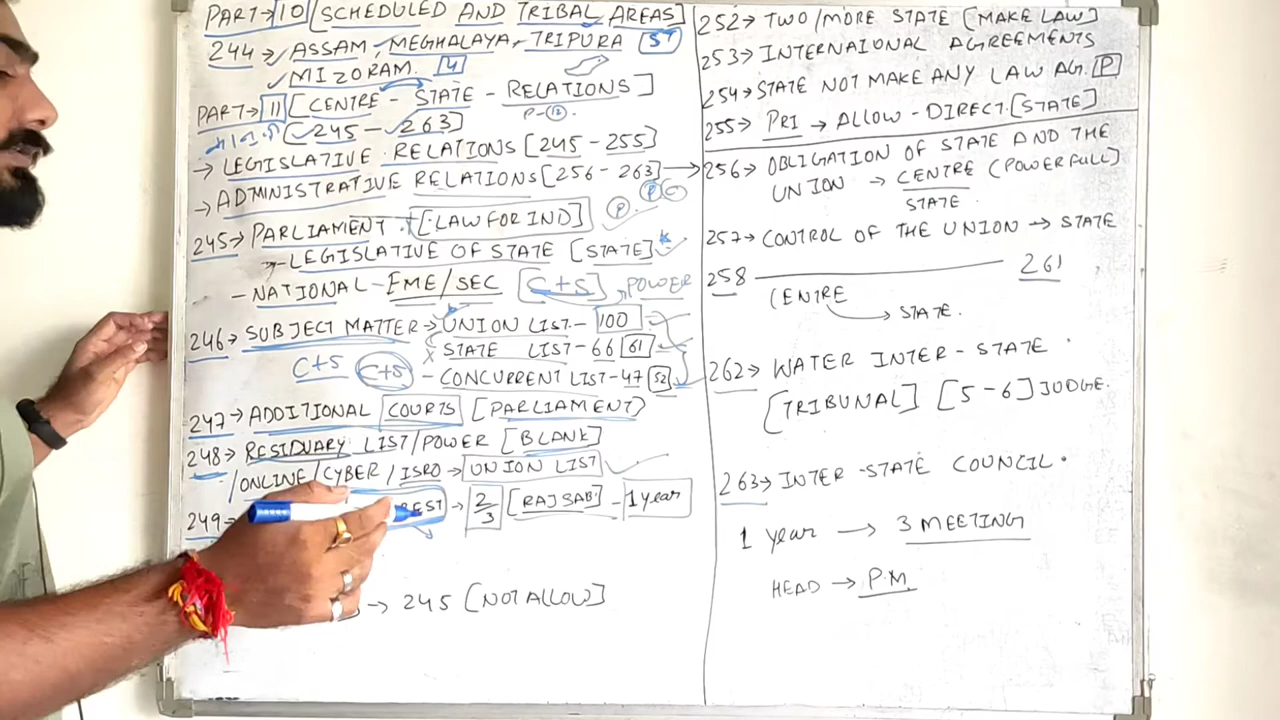 PART→10 [SCHEDULED AND TRIBAL AREAS]
244→ ASSAM, MEGHALAYA, TRIPURA ST
MIZORAM. 4
PART→11 [CENTRE - STATE - RELATIONS]
P-12.
[245 - 263]
→ LEGISLATIVE RELATIONS [245 - 255]
→ ADMINISTRATIVE RELATIONS [256 - 263] →
P C
245→ PARLIAMENT [LAW FOR IND] P.
- LEGISLATIVE OF STATE [STATE]
- NATIONAL - EME/SEC [C+S] POWER
246→ SUBJECT MATTER → UNION LIST - 100
STATE LIST - 66 61
C+S C+S - CONCURRENT LIST - 47 52
247→ ADDITIONAL COURTS [PARLIAMENT]
248→ RESIDUARY LIST/POWER [BLANK]
/ONLINE/CYBER/ISRO → UNION LIST
249→ REST → 2/3 [RAJSAB] - 1 year
→ 245 [NOT ALLOW]
252→ TWO/MORE STATE [MAKE LAW]
253→ INTERNAIONAL AGREEMENTS
254→ STATE NOT MAKE ANY LAW AG. P
255→ PRI → ALLOW - DIRECT. [STATE]
256→ OBLIGATION OF STATE AND THE
UNION → CENTRE (POWERFULL]
STATE.
257→ CONTROL OF THE UNION → STATE
258 261
(ENTRE
→ STATE.
262→ WATER INTER - STATE.
[TRIBUNAL] [5 - 6] JUDGE.
263→ INTER - STATE COUNCIL.
1 year → 3 MEETING
HEAD → P.M.